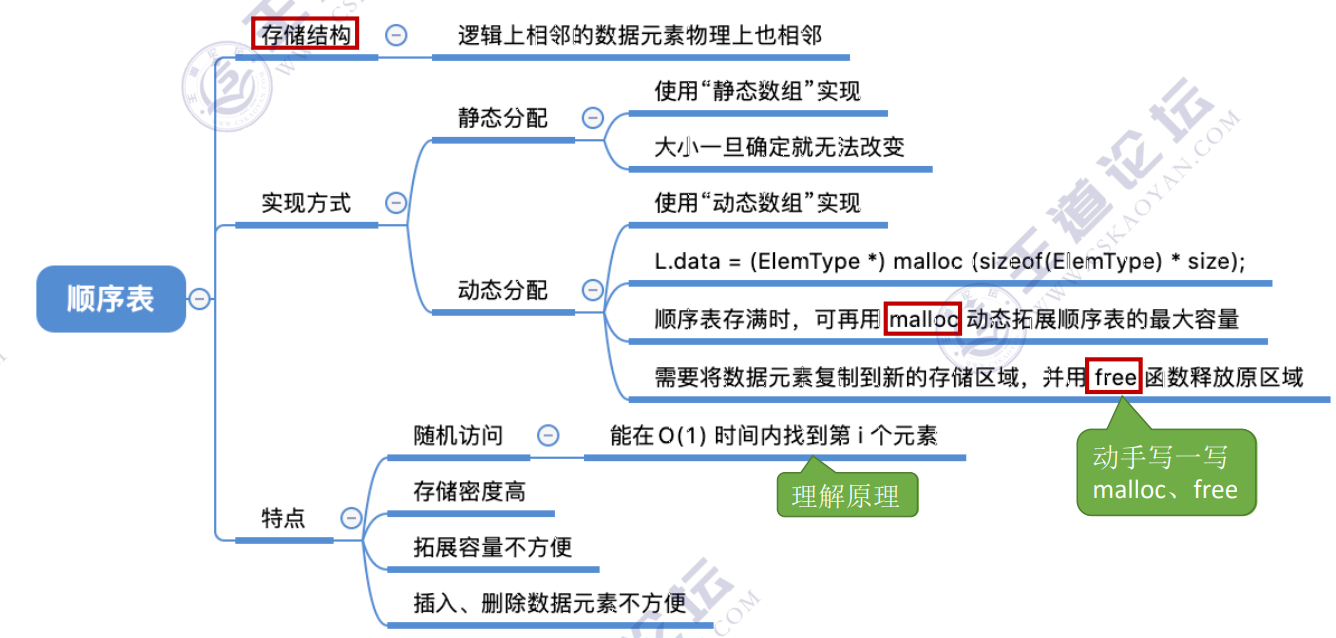 存储结构
逻辑上相邻的数据元素物理上也相邻
使用“静态数组”实现
静态分配
大小一旦确定就无法改变
实现方式
使用“动态数组”实现
L.data = (ElemType *) malloc (sizeof(ElemType) * size);
动态分配
顺序表
顺序表存满时，可再用 malloc 动态拓展顺序表的最大容量
需要将数据元素复制到新的存储区域，并用 free 函数释放原区域
随机访问
能在O(1) 时间内找到第 i 个元素
动手写一写
malloc、free
理解原理
存储密度高
特点
拓展容量不方便
插入、删除数据元素不方便
王道论坛
WWW.CSKAOYAN.COM